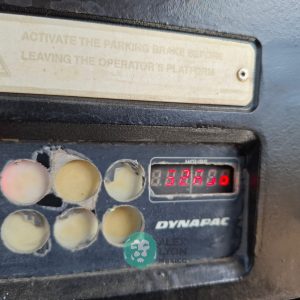 ACTIVATE THE PARKING BRAKE BEFORE
LEAVING THE OPERATOR'S PLATFORM
HOURS
DYNAPAC